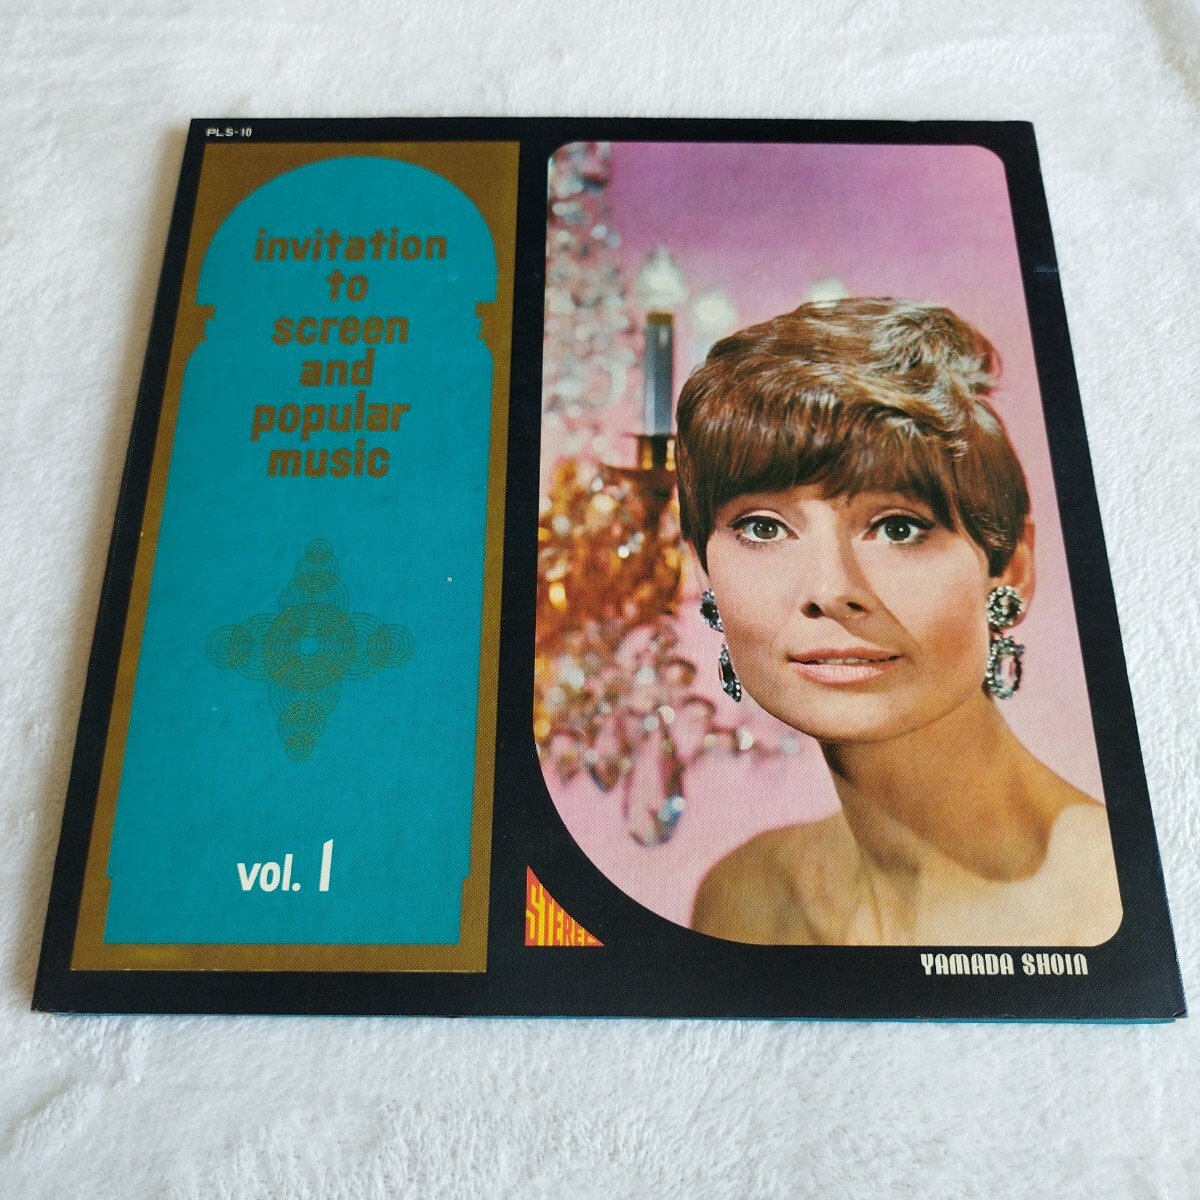 PLS-10
invitation
to
screen
and
popular
music
vol. 1
STEREO
YAMADA SHOIN